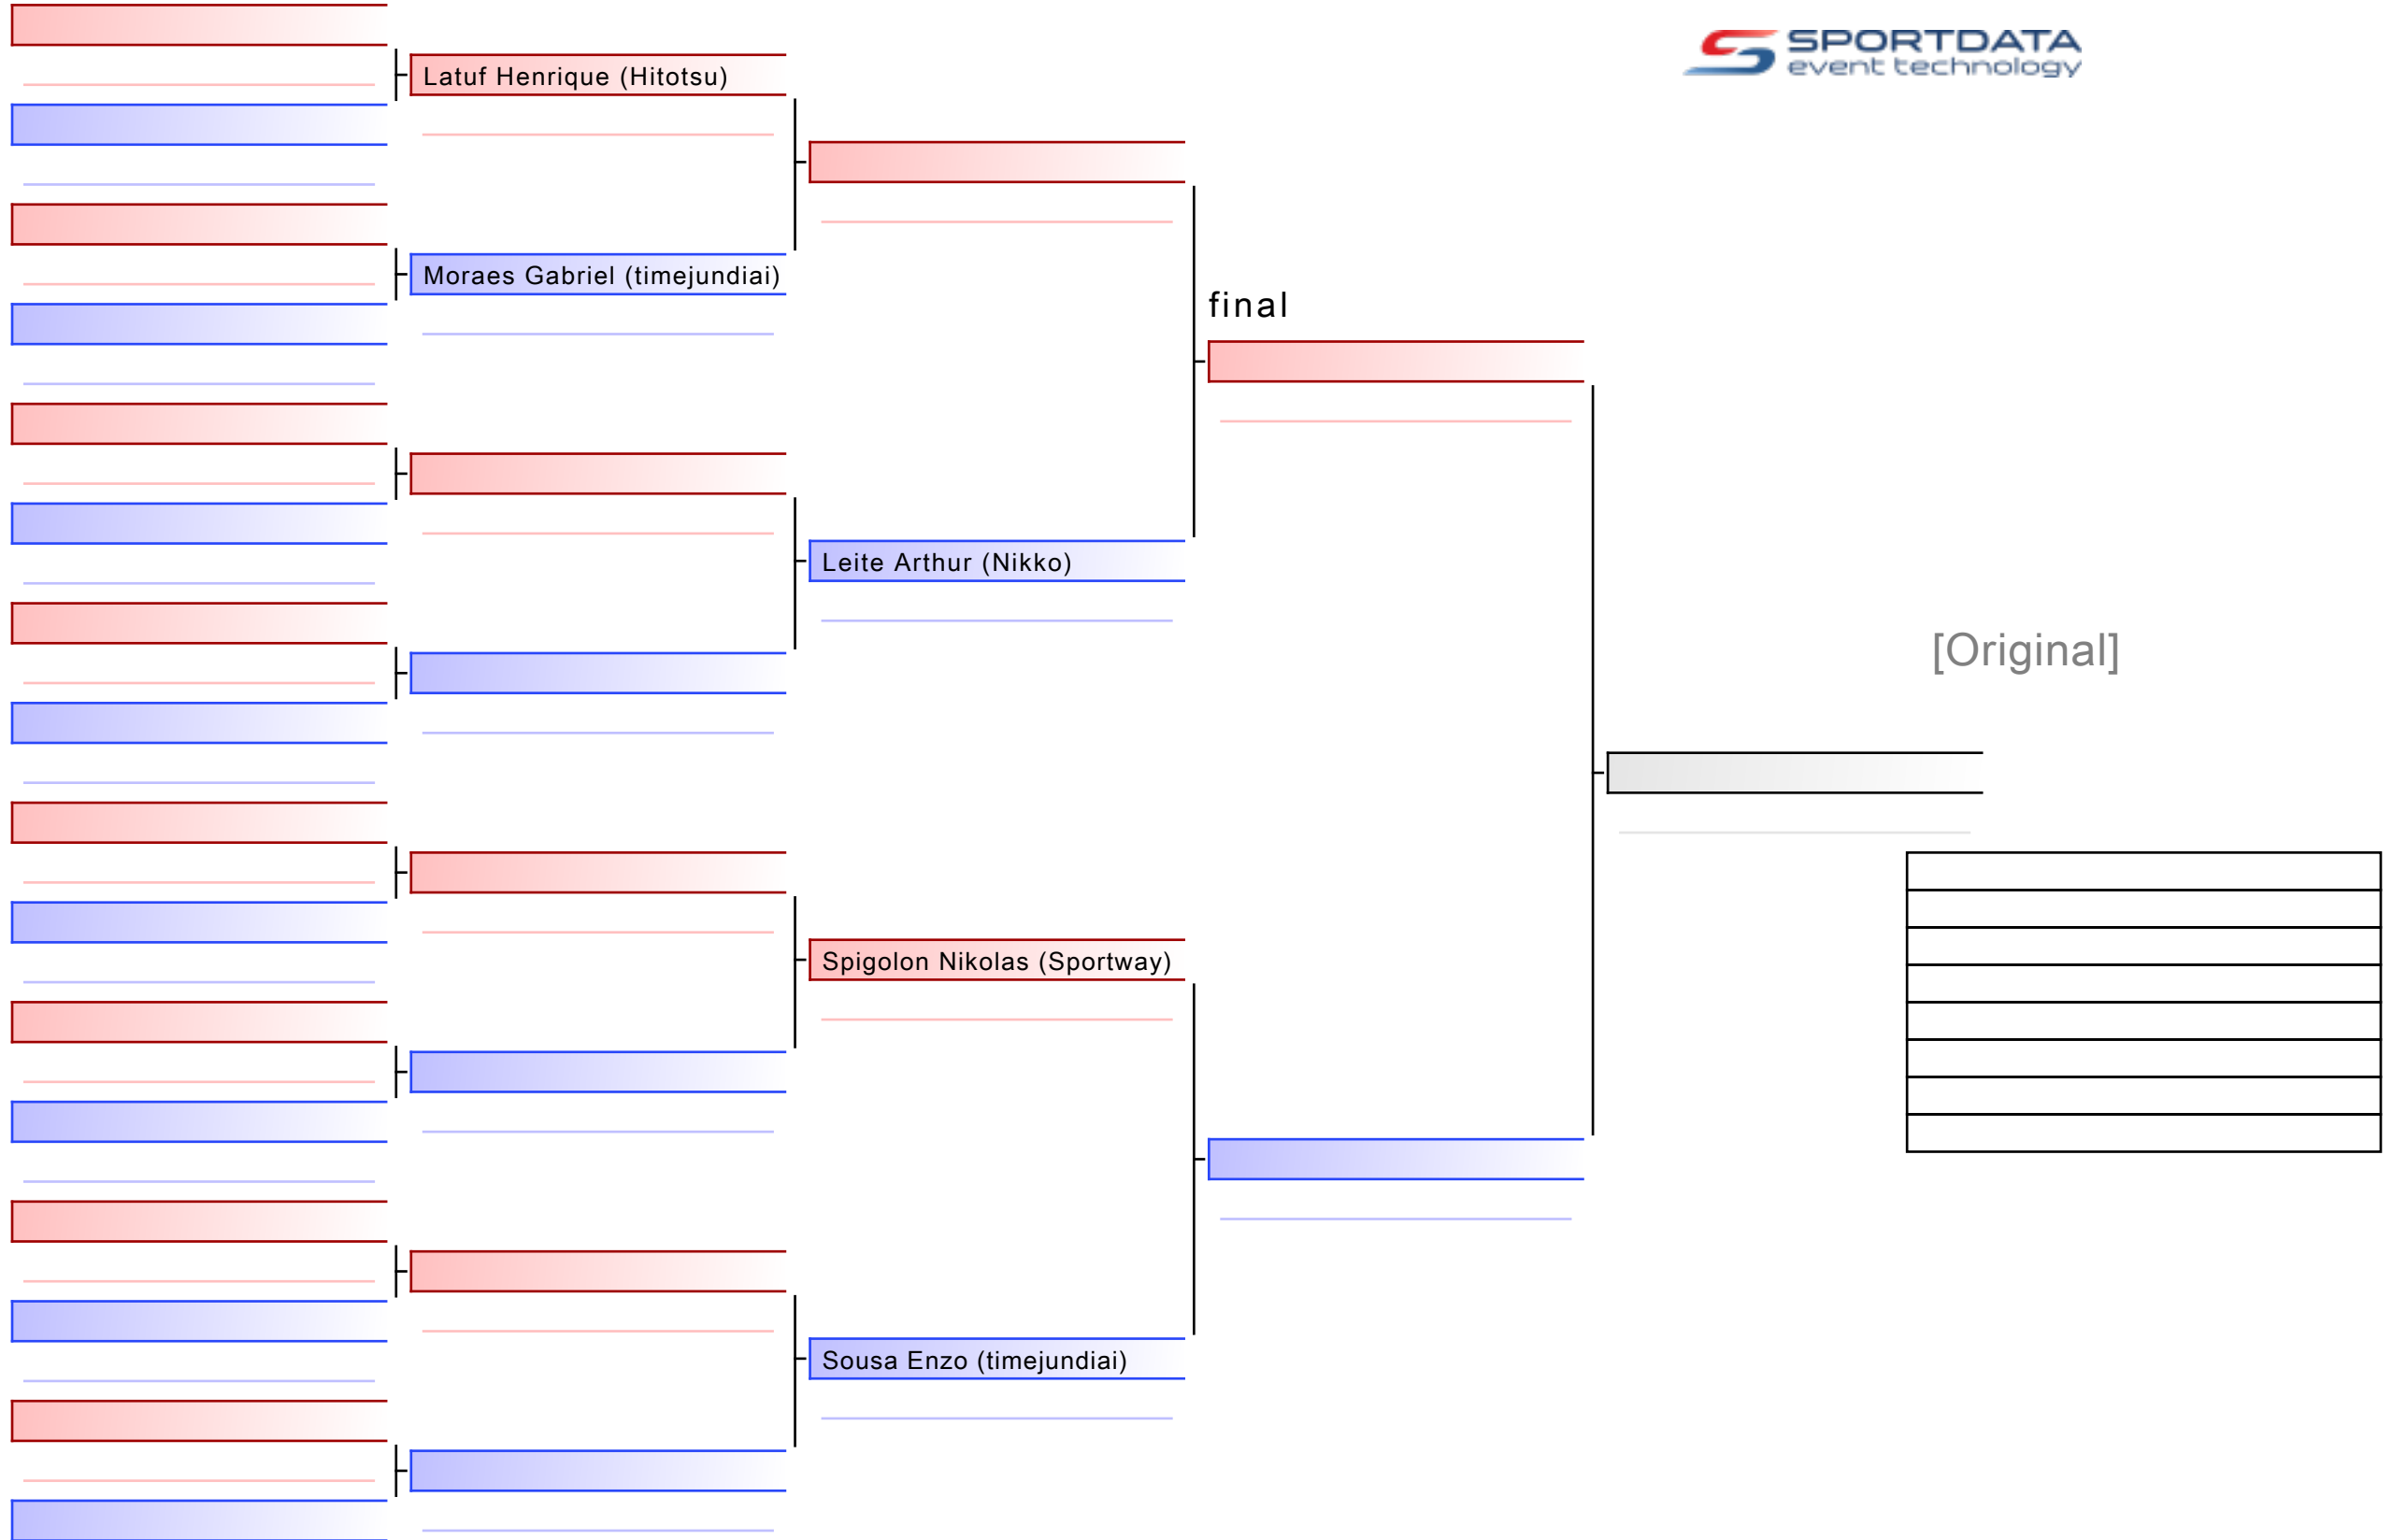 SPORTDATA
event technology
Latuf Henrique (Hitotsu)
Moraes Gabriel (timejundiai)
final
Leite Arthur (Nikko)
[Original]
Spigolon Nikolas (Sportway)
Sousa Enzo (timejundiai)